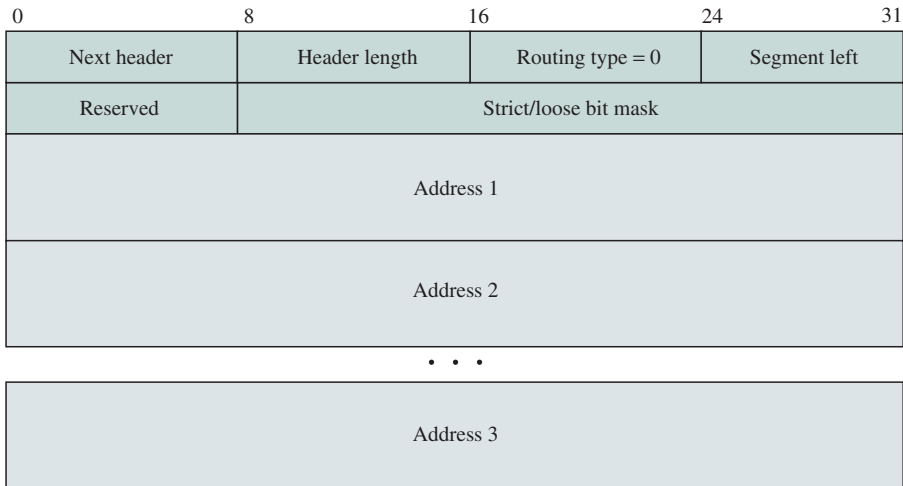 0 8 16 24 31
Next header Header length Routing type = 0 Segment left
Reserved Strict/loose bit mask
Address 1
Address 2
• • •
Address 3